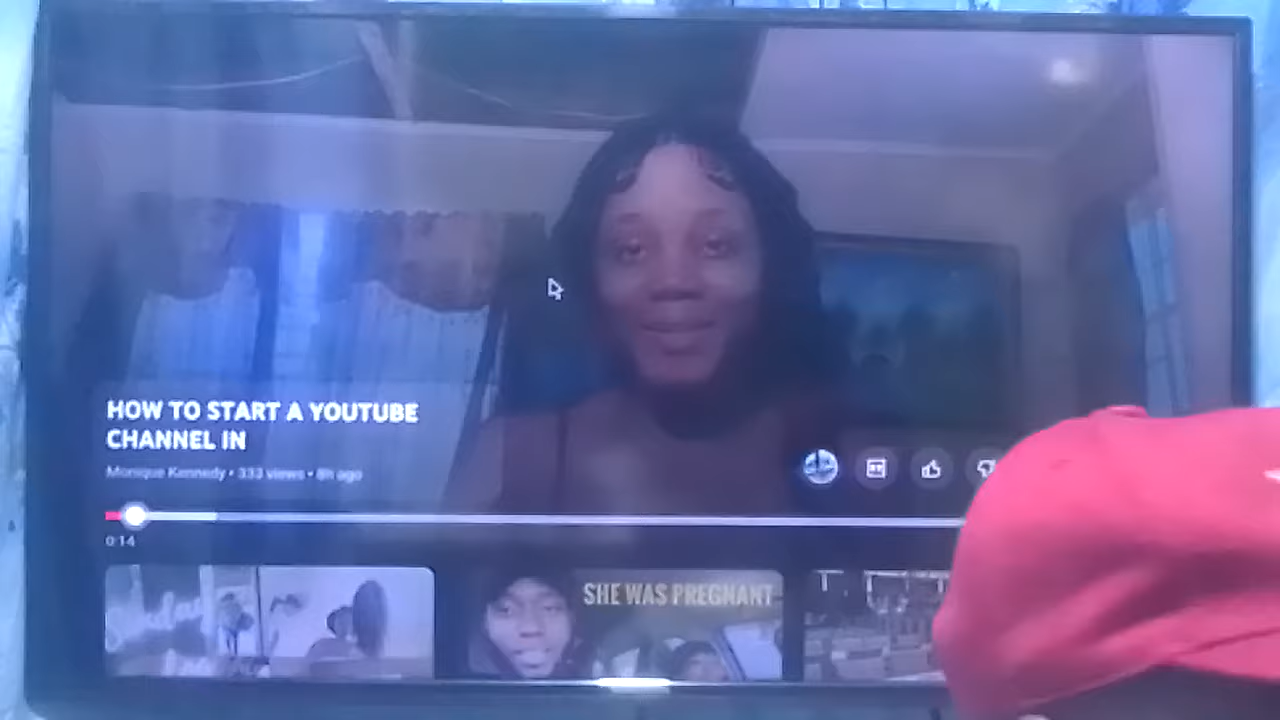 HOW TO START A YOUTUBE
CHANNEL IN
Monique Kennedy • 333 views • 8h ago
0:14
SHE WAS PREGNANT